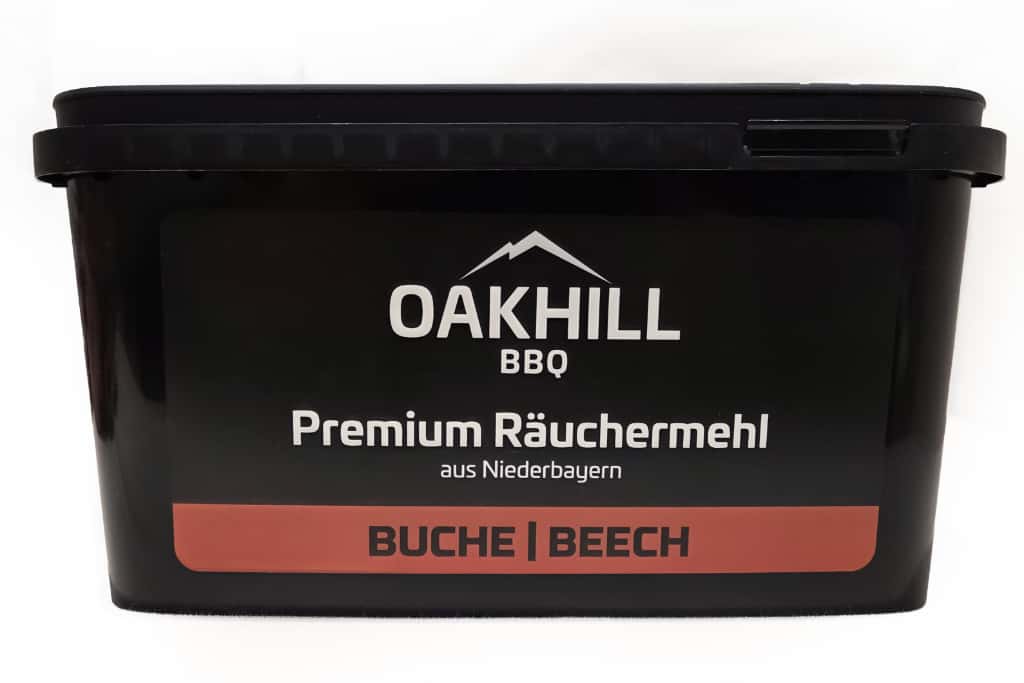 OAKHILL
BBQ
Premium Räuchermehl
aus Niederbayern
BUCHE | BEECH